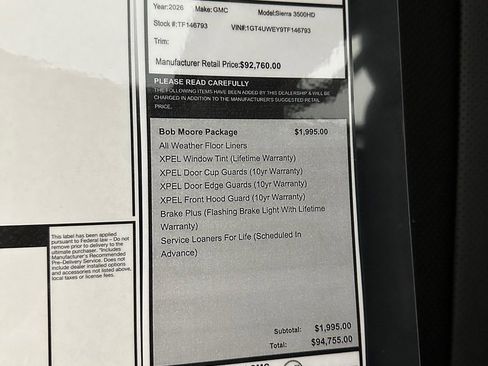 Year:2026 Make: GMC Model:Sierra 3500HD
Stock #:TF146793 VIN#:1GT4UWEY9TF146793
Trim:
Manufacturer Retail Price:$92,760.00
PLEASE READ CAREFULLY
THE FOLLOWING ITEMS HAVE BEEN ADDED BY THIS DEALERSHIP & WILL BE
CHARGED IN ADDITION TO THE MANUFACTURER'S SUGGESTED RETAIL
PRICE.
Bob Moore Package $1,995.00
All Weather Floor Liners
XPEL Window Tint (Lifetime Warranty)
XPEL Door Cup Guards (10yr Warranty)
XPEL Door Edge Guards (10yr Warranty)
XPEL Front Hood Guard (10yr Warranty)
Brake Plus (Flashing Brake Light With Lifetime
Warranty)
Service Loaners For Life (Scheduled In
Advance)
Subtotal: $1,995.00
Total: $94,755.00
This label has been applied
pursuant to Federal law – Do not
remove prior to delivery to the
ultimate purchaser. *Includes
Manufacturer's Recommended
Pre-Delivery Service. Does not
include dealer installed options
and accessories not listed above,
local taxes or license fees.